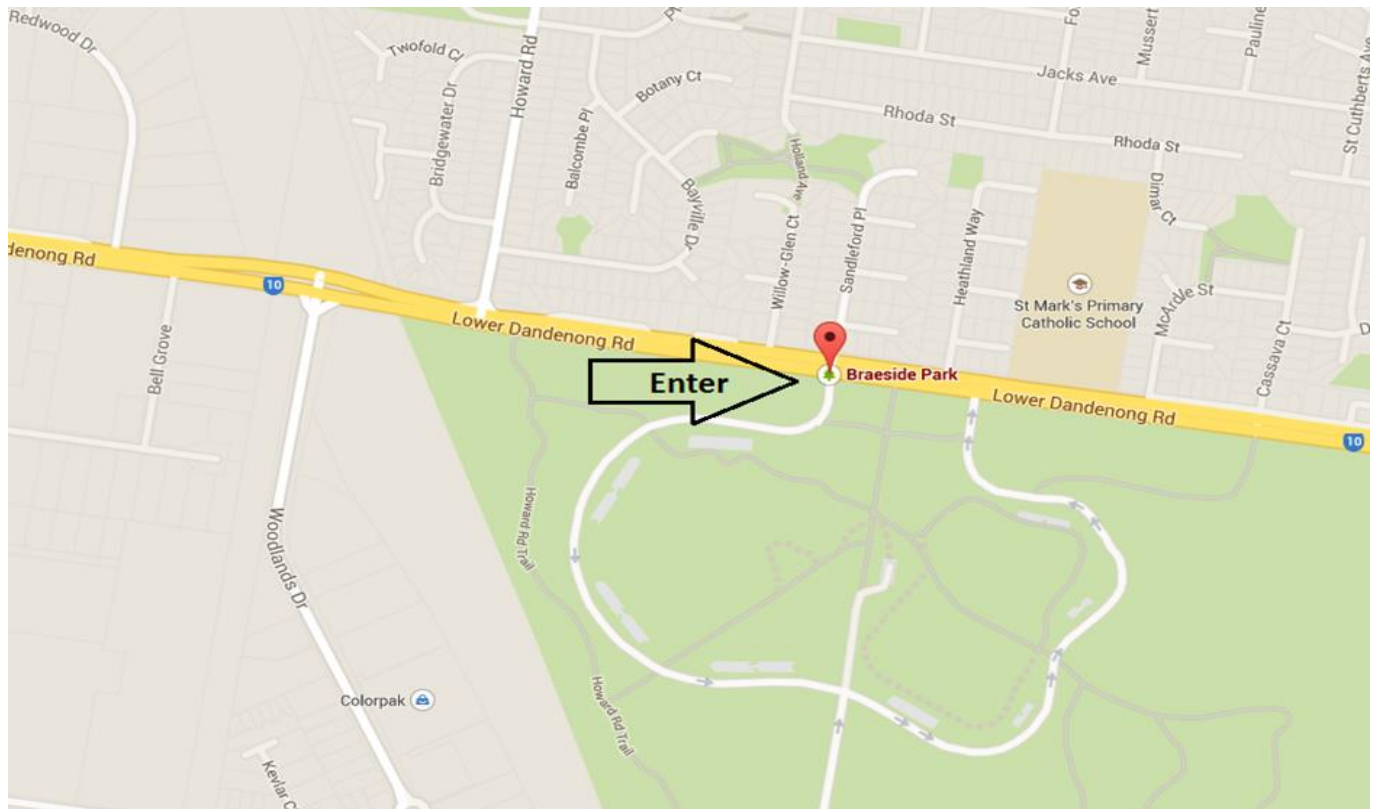 Redwood Dr
Twofold Cl
Howard Rd
Bridgewater Dr
Botany Ct
Balcombe Pl
Bayville Dr
Pl
Holland Ave
Willow Glen Ct
Sandleford Pl
Heathland Way
Jacks Ave
Mussert
Pauline
St Cuthberts Ave
Rhoda St
Rhoda St
Dimar Ct
St Mark's Primary
Catholic School
McArdle St
Cassava Ct
denong Rd
10
Bell Grove
Lower Dandenong Rd
Enter
Braeside Park
Lower Dandenong Rd
10
Howard Rd Trail
Woodlands Dr
Howard Rd Trail
Colorpak
Kevlar C